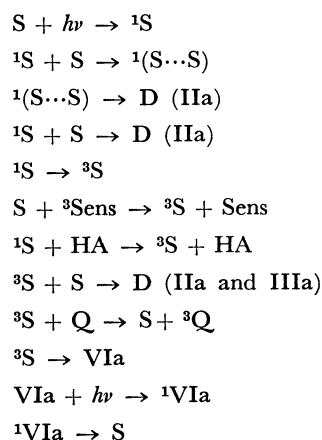 S + hν → ¹S
¹S + S → ¹(S⋯S)
¹(S⋯S) → D (IIa)
¹S + S → D (IIa)
¹S → ³S
S + ³Sens → ³S + Sens
¹S + HA → ³S + HA
³S + S → D (IIa and IIIa)
³S + Q → S + ³Q
³S → VIa
VIa + hν → ¹VIa
¹VIa → S